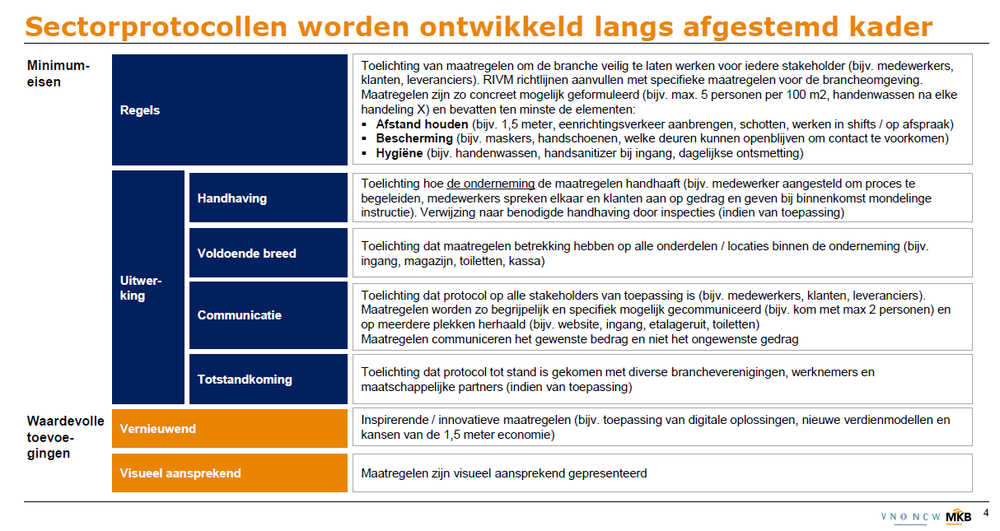 Sectorprotocollen worden ontwikkeld langs afgestemd kader
Minimum-
eisen
Regels
Toelichting van maatregelen om de branche veilig te laten werken voor iedere stakeholder (bijv. medewerkers,
klanten, leveranciers). RIVM richtlijnen aanvullen met specifieke maatregelen voor de brancheomgeving.
Maatregelen zijn zo concreet mogelijk geformuleerd (bijv. max. 5 personen per 100 m2, handenwassen na elke
handeling X) en bevatten ten minste de elementen:
▪ Afstand houden (bijv. 1,5 meter, eenrichtingsverkeer aanbrengen, schotten, werken in shifts / op afspraak)
▪ Bescherming (bijv. maskers, handschoenen, welke deuren kunnen openblijven om contact te voorkomen)
▪ Hygiëne (bijv. handenwassen, handsanitizer bij ingang, dagelijkse ontsmetting)
Uitwer-
king
Handhaving
Toelichting hoe de onderneming de maatregelen handhaaft (bijv. medewerker aangesteld om proces te
begeleiden, medewerkers spreken elkaar en klanten aan op gedrag en geven bij binnenkomst mondelinge
instructie). Verwijzing naar benodigde handhaving door inspecties (indien van toepassing)
Voldoende breed
Toelichting dat maatregelen betrekking hebben op alle onderdelen / locaties binnen de onderneming (bijv.
ingang, magazijn, toiletten, kassa)
Communicatie
Toelichting dat protocol op alle stakeholders van toepassing is (bijv. medewerkers, klanten, leveranciers).
Maatregelen worden zo begrijpelijk en specifiek mogelijk gecommuniceerd (bijv. kom met max 2 personen) en
op meerdere plekken herhaald (bijv. website, ingang, etalageruit, toiletten)
Maatregelen communiceren het gewenste bedrag en niet het ongewenste gedrag
Totstandkoming
Toelichting dat protocol tot stand is gekomen met diverse brancheverenigingen, werknemers en
maatschappelijke partners (indien van toepassing)
Waardevolle
toevoe-
gingen
Vernieuwend
Inspirerende / innovatieve maatregelen (bijv. toepassing van digitale oplossingen, nieuwe verdienmodellen en
kansen van de 1,5 meter economie)
Visueel aansprekend
Maatregelen zijn visueel aansprekend gepresenteerd
VNO NCW MKB
Nederland
4